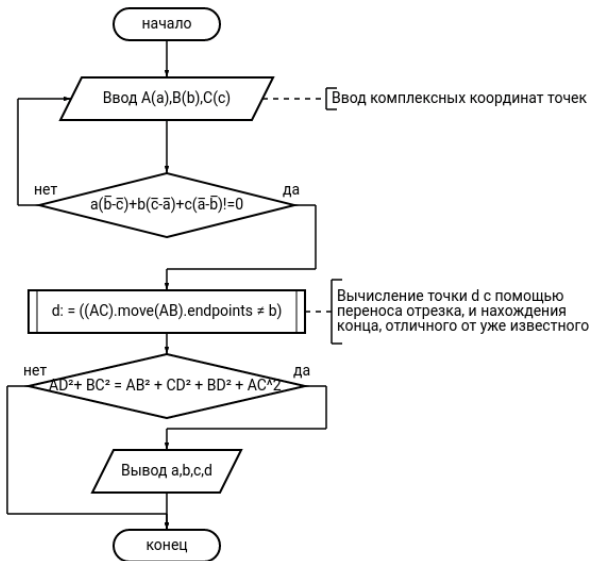 начало
Ввод A(a),B(b),C(c)
Ввод комплексных координат точек
нет
да
a(b̅-c̅)+b(c̅-a̅)+c(a̅-b̅)!=0
d: = ((AC).move(AB).endpoints ≠ b)
Вычисление точки d с помощью
переноса отрезка, и нахождения
конца, отличного от уже известного
нет
да
AD²+ BC² = AB² + CD² + BD² + AC^2
Вывод a,b,c,d
конец